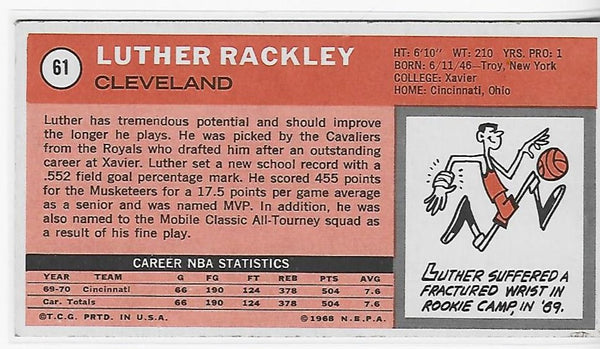 61
LUTHER RACKLEY
CLEVELAND
HT: 6'10" WT: 210 YRS. PRO: 1
BORN: 6/11/46—Troy, New York
COLLEGE: Xavier
HOME: Cincinnati, Ohio
Luther has tremendous potential and should improve
the longer he plays. He was picked by the Cavaliers
from the Royals who drafted him after an outstanding
career at Xavier. Luther set a new school record with a
.552 field goal percentage mark. He scored 455 points
for the Musketeers for a 17.5 points per game average
as a senior and was named MVP. In addition, he was
also named to the Mobile Classic All-Tourney squad as
a result of his fine play.
CAREER NBA STATISTICS
YEAR TEAM G FG FT REB PTS AVG
69-70 Cincinnati 66 190 124 378 504 7.6
Car. Totals 66 190 124 378 504 7.6
©T.C.G. PRTD. IN U.S.A. ©1968 N.B.P.A.
LUTHER SUFFERED A
FRACTURED WRIST IN
ROOKIE CAMP, IN '69.